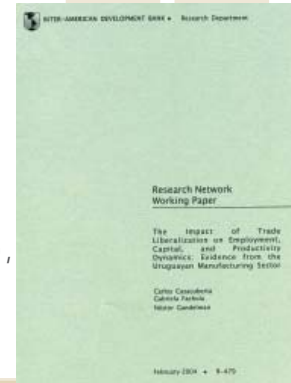 INTER-AMERICAN DEVELOPMENT BANK • Research Department
Research Network
Working Paper
The Impact of Trade
Liberalization on Employment,
Capital, and Productivity
Dynamics: Evidence from the
Uruguayan Manufacturing Sector
Carlos Casacuberta
Gabriela Fachola
Néstor Gandelman
February 2004 • R-475